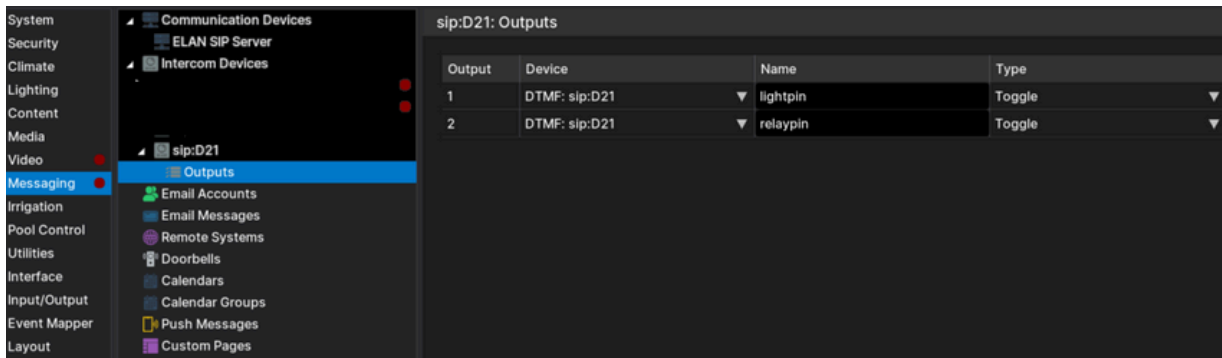 System
Security
Climate
Lighting
Content
Media
Video
Messaging
Irrigation
Pool Control
Utilities
Interface
Input/Output
Event Mapper
Layout
Communication Devices
ELAN SIP Server
Intercom Devices
sip:D21
Outputs
Email Accounts
Email Messages
Remote Systems
Doorbells
Calendars
Calendar Groups
Push Messages
Custom Pages
sip:D21: Outputs
Output Device Name Type
1 DTMF: sip:D21 lightpin Toggle
2 DTMF: sip:D21 relaypin Toggle